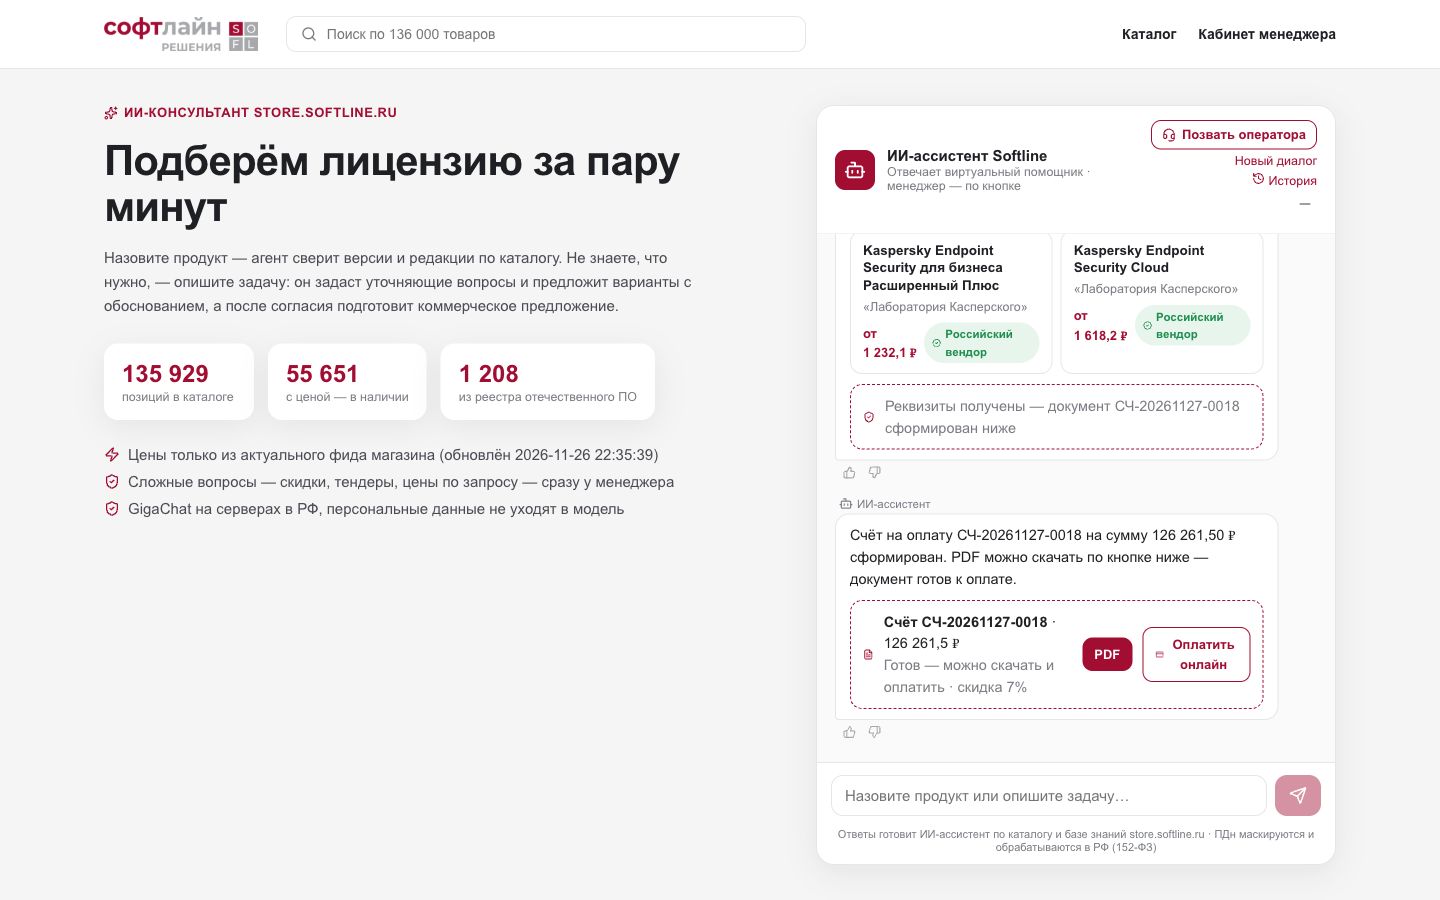 софтлайн
РЕШЕНИЯ
S O
F L
Поиск по 136 000 товаров
Каталог
Кабинет менеджера
ИИ-КОНСУЛЬТАНТ STORE.SOFTLINE.RU
Подберём лицензию за пару
минут
Назовите продукт — агент сверит версии и редакции по каталогу. Не знаете, что
нужно, — опишите задачу: он задаст уточняющие вопросы и предложит варианты с
обоснованием, а после согласия подготовит коммерческое предложение.
135 929
позиций в каталоге
55 651
с ценой — в наличии
1 208
из реестра отечественного ПО
Цены только из актуального фида магазина (обновлён 2026-11-26 22:35:39)
Сложные вопросы — скидки, тендеры, цены по запросу — сразу у менеджера
GigaChat на серверах в РФ, персональные данные не уходят в модель
ИИ-ассистент Softline
Отвечает виртуальный помощник ·
менеджер — по кнопке
Позвать оператора
Новый диалог
История
—
Kaspersky Endpoint
Security для бизнеса
Расширенный Плюс
«Лаборатория Касперского»
от
1 232,1 ₽
Российский
вендор
Kaspersky Endpoint
Security Cloud
«Лаборатория Касперского»
от
1 618,2 ₽
Российский
вендор
Реквизиты получены — документ СЧ-20261127-0018
сформирован ниже
ИИ-ассистент
Счёт на оплату СЧ-20261127-0018 на сумму 126 261,50 ₽
сформирован. PDF можно скачать по кнопке ниже —
документ готов к оплате.
Счёт СЧ-20261127-0018 ·
126 261,5 ₽
Готов — можно скачать и
оплатить · скидка 7%
PDF
Оплатить
онлайн
Назовите продукт или опишите задачу…
Ответы готовит ИИ-ассистент по каталогу и базе знаний store.softline.ru · ПДн маскируются и
обрабатываются в РФ (152-ФЗ)